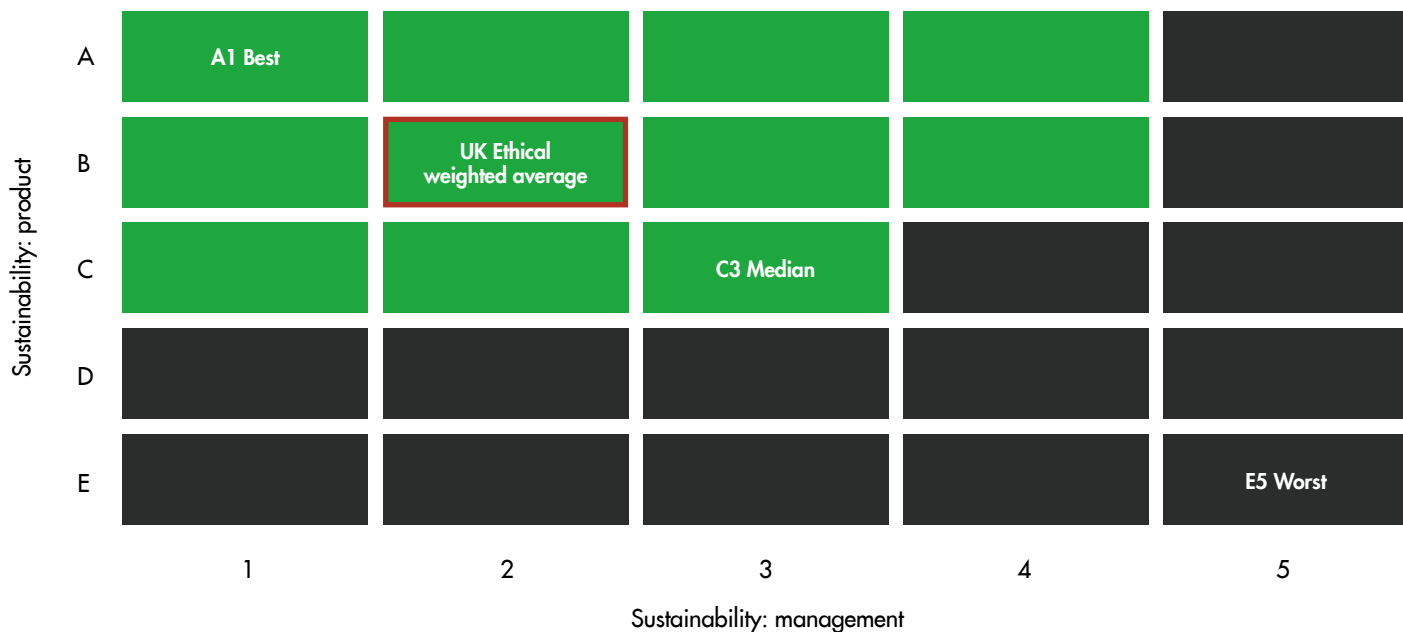 A
A1 Best
B
UK Ethical
weighted average
Sustainability: product
C
C3 Median
D
E
E5 Worst
1
2
3
4
5
Sustainability: management